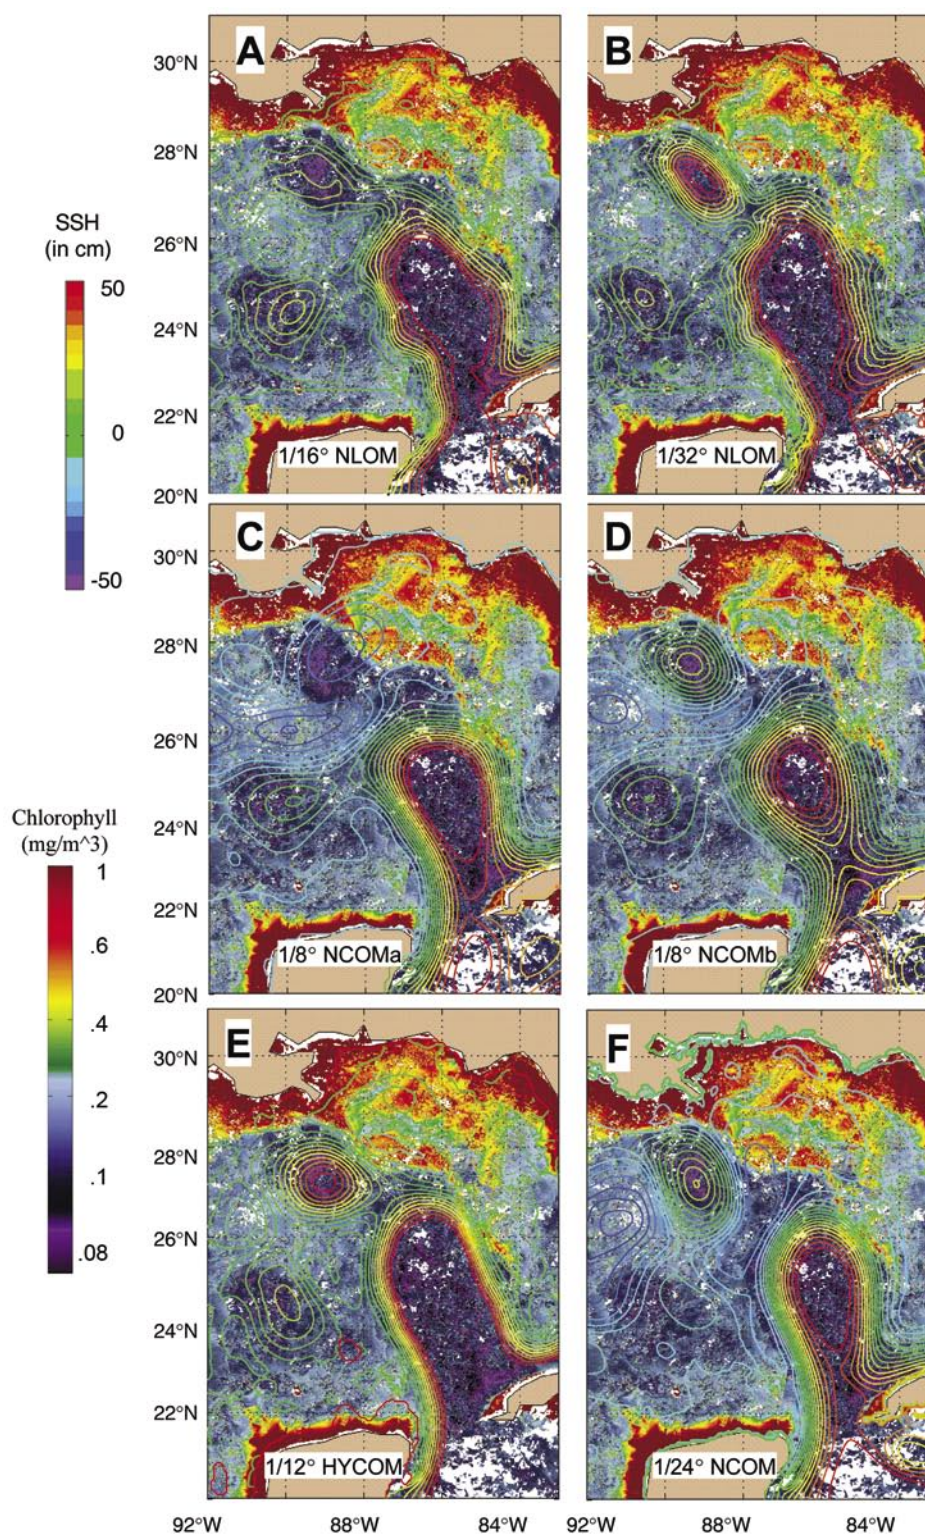 A
B
30°N
28°N
26°N
24°N
22°N
20°N
1/16° NLOM
1/32° NLOM
SSH
(in cm)
50
0
-50
C
D
30°N
28°N
26°N
24°N
22°N
20°N
1/8° NCOMa
1/8° NCOMb
Chlorophyll
(mg/m^3)
1
.6
.4
.2
.1
.08
E
F
30°N
28°N
26°N
24°N
22°N
1/12° HYCOM
1/24° NCOM
92°W
88°W
84°W
92°W
88°W
84°W